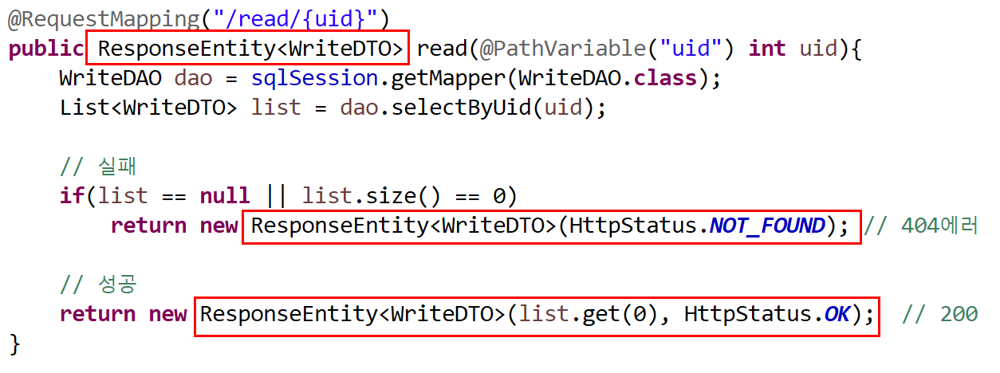 @RequestMapping("/read/{uid}")
public ResponseEntity<WriteDTO> read(@PathVariable("uid") int uid){
WriteDAO dao = sqlSession.getMapper(WriteDAO.class);
List<WriteDTO> list = dao.selectByUid(uid);
// 실패
if(list == null || list.size() == 0)
return new ResponseEntity<WriteDTO>(HttpStatus.NOT_FOUND); // 404에러
// 성공
return new ResponseEntity<WriteDTO>(list.get(0), HttpStatus.OK); // 200
}